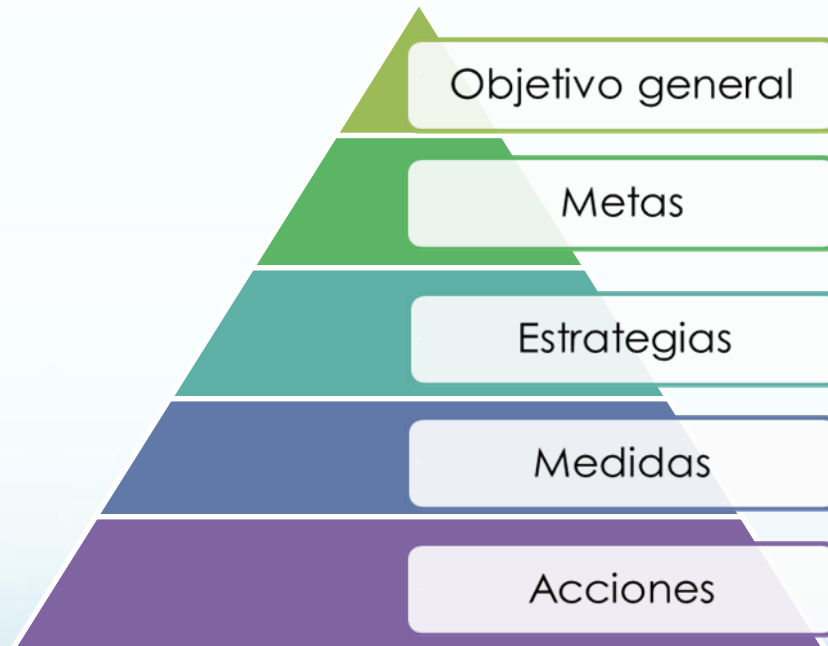 Objetivo general
Metas
Estrategias
Medidas
Acciones